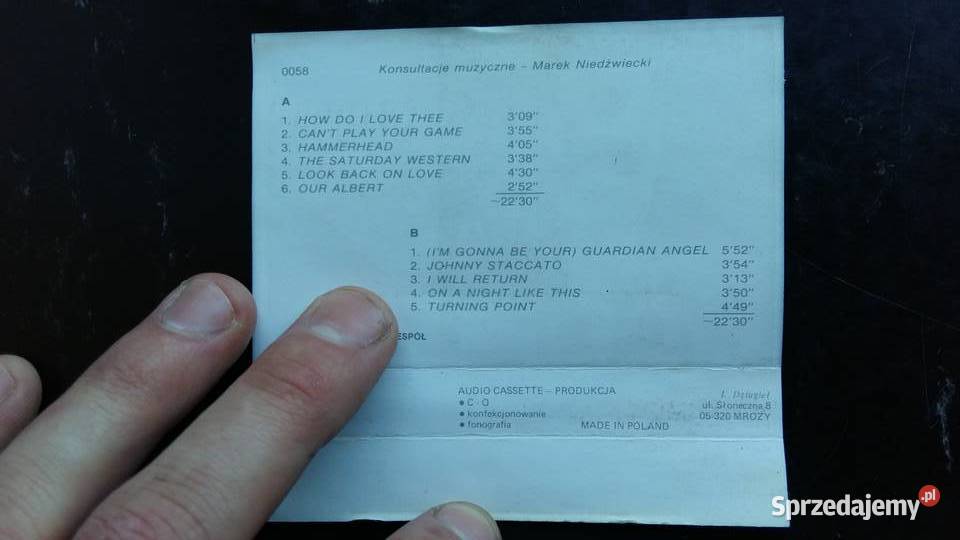 0058 Konsultacje muzyczne – Marek Niedźwiecki
A
1. HOW DO I LOVE THEE 3'09"
2. CAN'T PLAY YOUR GAME 3'55"
3. HAMMERHEAD 4'05"
4. THE SATURDAY WESTERN 3'38"
5. LOOK BACK ON LOVE 4'30"
6. OUR ALBERT 2'52"
~22'30"
B
1. (I'M GONNA BE YOUR) GUARDIAN ANGEL 5'52"
2. JOHNNY STACCATO 3'54"
3. I WILL RETURN 3'13"
4. ON A NIGHT LIKE THIS 3'50"
5. TURNING POINT 4'49"
~22'30"
ESPÓŁ
AUDIO CASSETTE – PRODUKCJA
● C - O
● konfekcjonowanie
● fonografia
MADE IN POLAND
ul. Słoneczna 8
05-320 MROZY
Sprzedajemy.pl